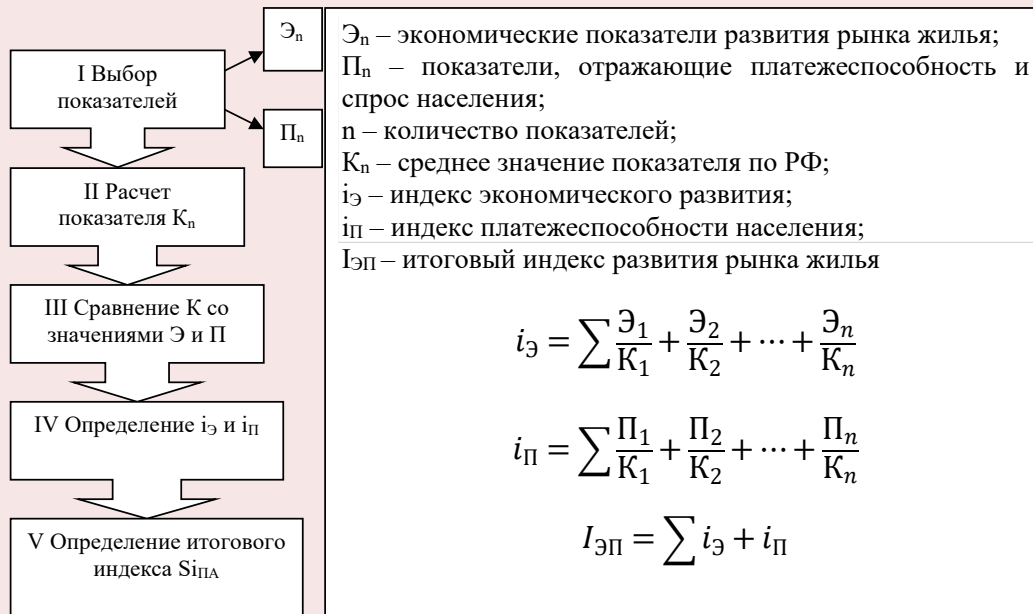 I Выбор
показателей
Эn
Пn
II Расчет
показателя Кn
III Сравнение К со
значениями Э и П
IV Определение iЭ и iП
V Определение итогового
индекса SiПА
Эn – экономические показатели развития рынка жилья;
Пn – показатели, отражающие платежеспособность и
спрос населения;
n – количество показателей;
Кn – среднее значение показателя по РФ;
iЭ – индекс экономического развития;
iП – индекс платежеспособности населения;
IЭП – итоговый индекс развития рынка жилья
iЭ = ∑ Э1/К1 + Э2/К2 + ⋯ + Эn/Кn
iП = ∑ П1/К1 + П2/К2 + ⋯ + Пn/Кn
IЭП = ∑ iЭ + iП